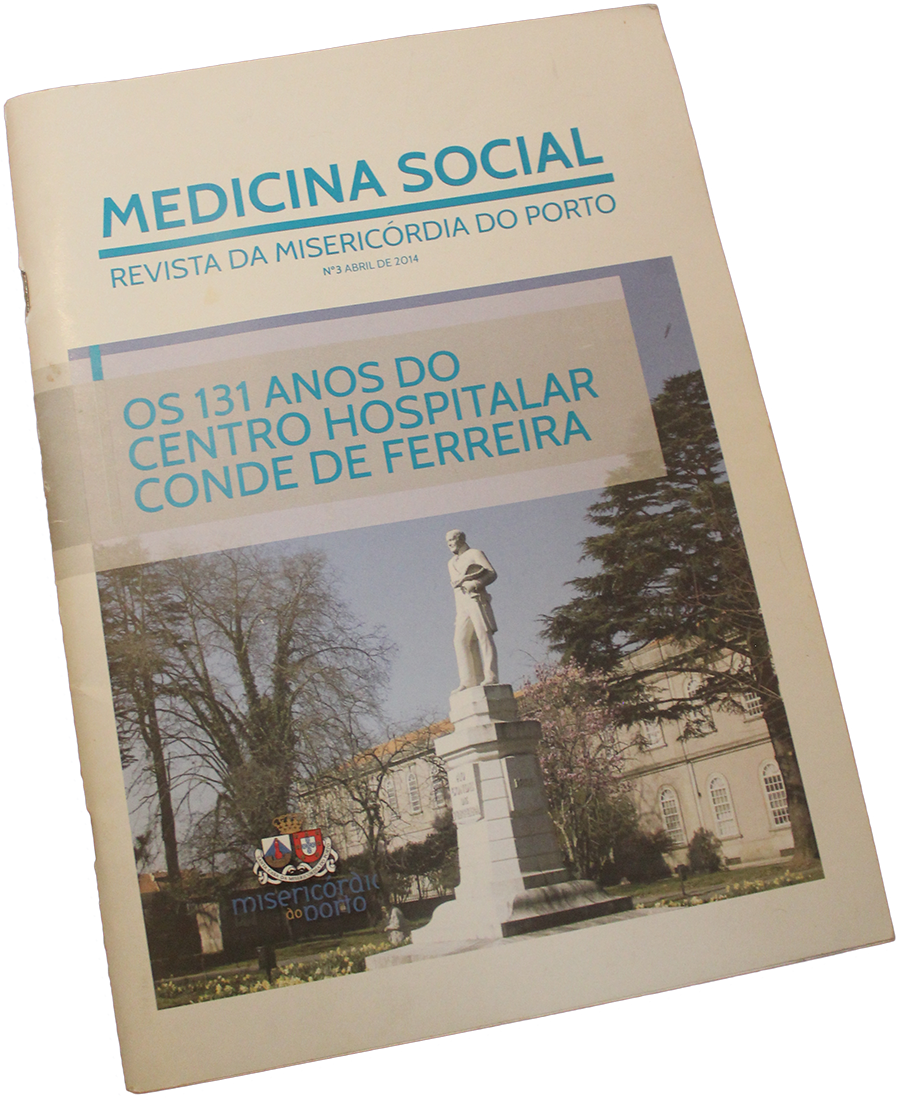 MEDICINA SOCIAL
REVISTA DA MISERICÓRDIA DO PORTO
Nº3 ABRIL DE 2014
OS 131 ANOS DO
CENTRO HOSPITALAR
CONDE DE FERREIRA
misericórdia
do porto